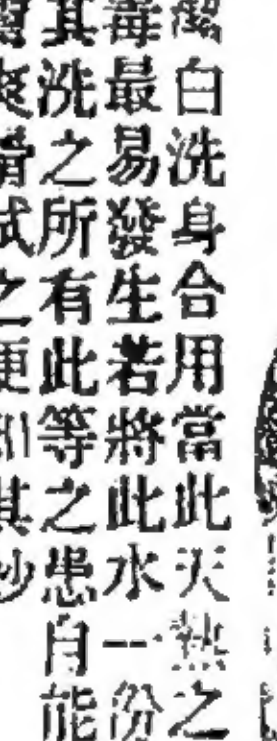 潔白洗身合用當此天熱之
毒最易發生若將此水一份
其洗之所有此等之患自能
爽精試之便知其妙